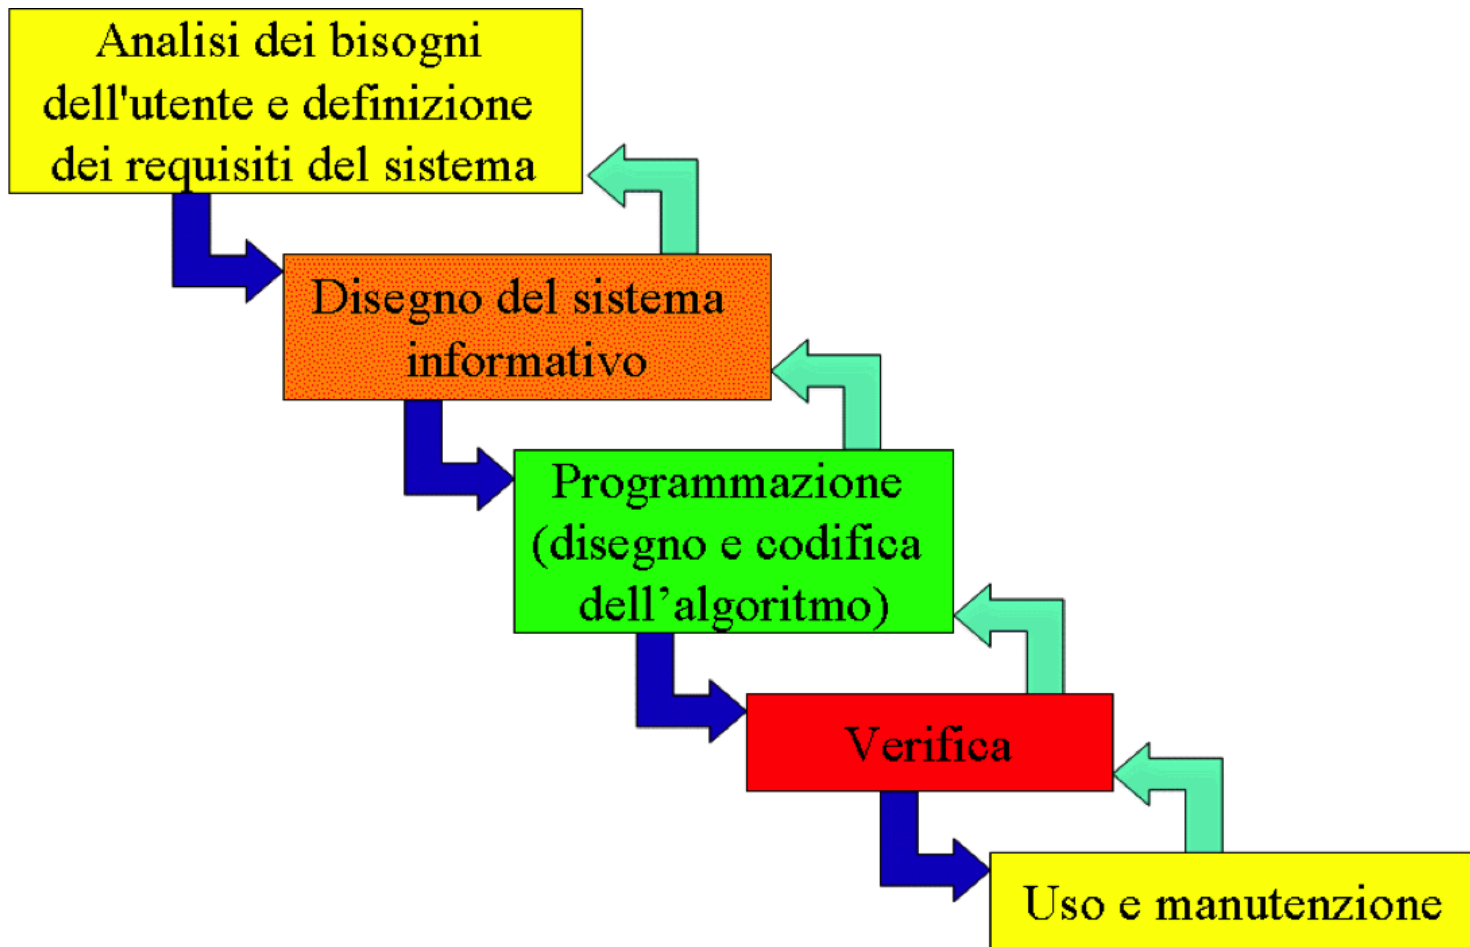 Analisi dei bisogni
dell'utente e definizione
dei requisiti del sistema
Disegno del sistema
informativo
Programmazione
(disegno e codifica
dell’algoritmo)
Verifica
Uso e manutenzione